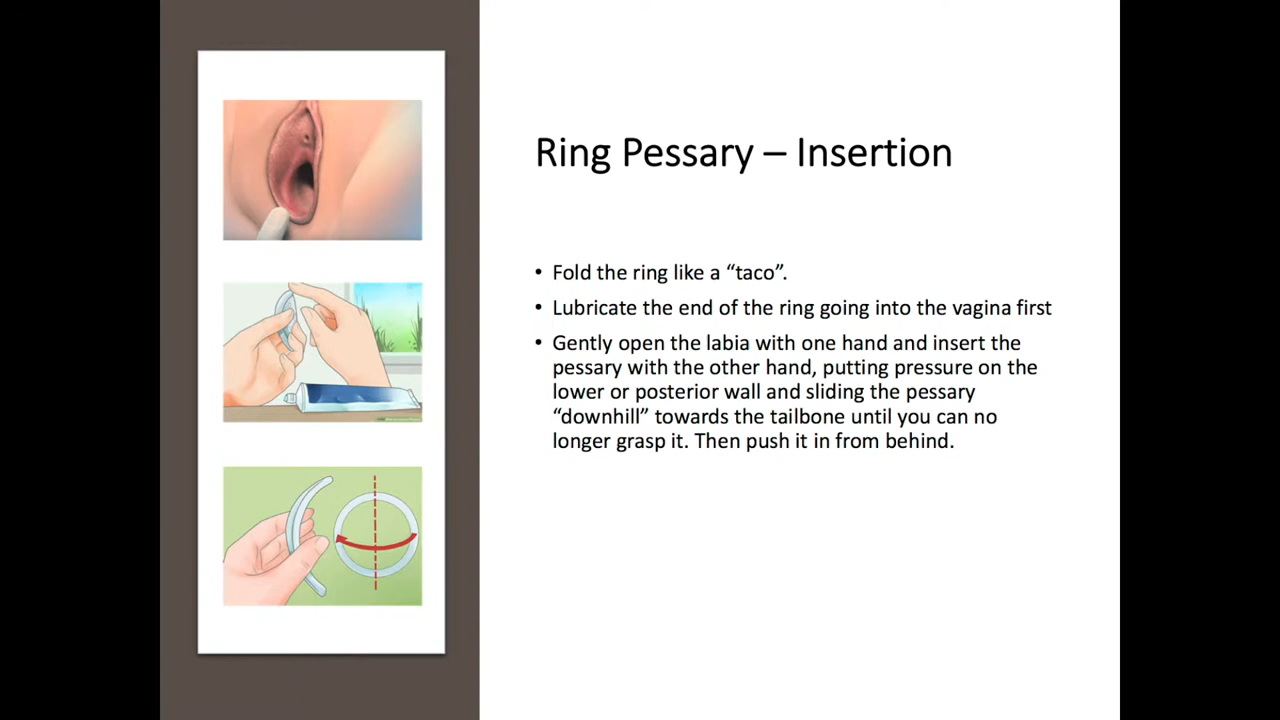 Ring Pessary – Insertion
• Fold the ring like a “taco”.
• Lubricate the end of the ring going into the vagina first
• Gently open the labia with one hand and insert the
pessary with the other hand, putting pressure on the
lower or posterior wall and sliding the pessary
“downhill” towards the tailbone until you can no
longer grasp it. Then push it in from behind.